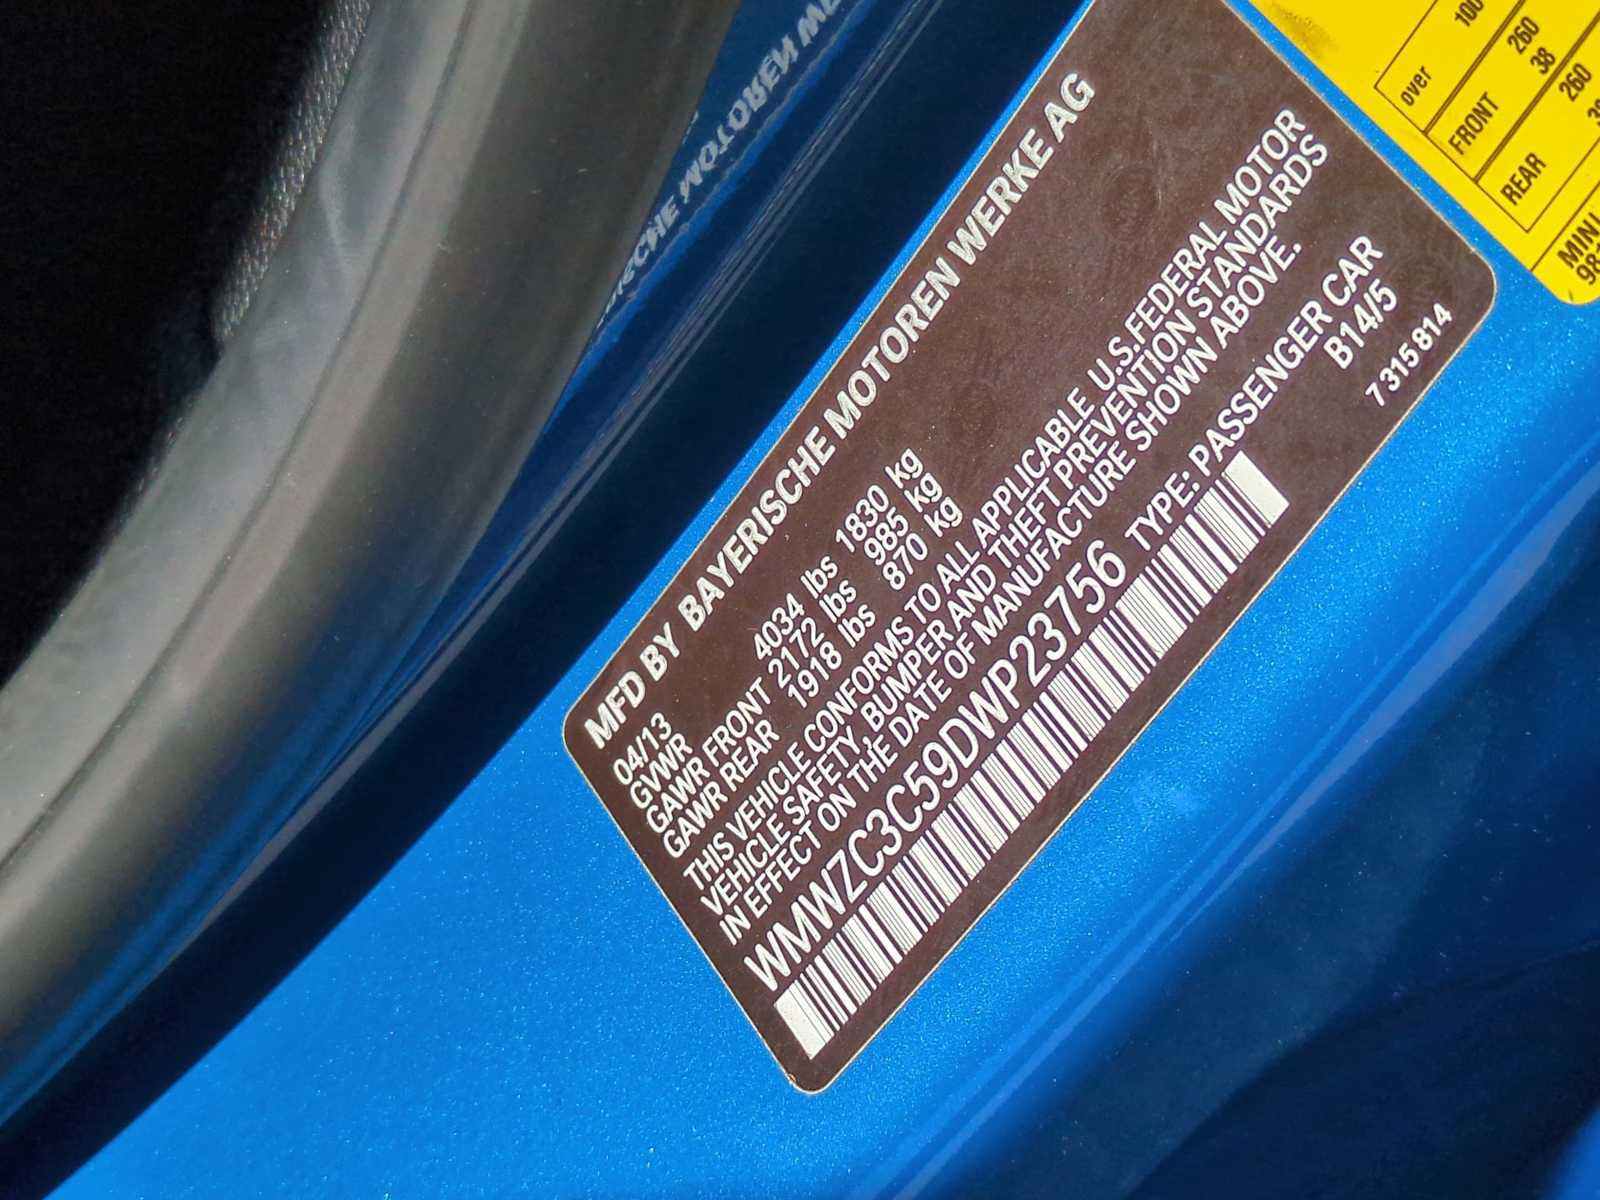 MFD BY BAYERISCHE MOTOREN WERKE AG
04/13
GVWR 4034 lbs 1830 kg
GAWR FRONT 2172 lbs 985 kg
GAWR REAR 1918 lbs 870 kg
THIS VEHICLE CONFORMS TO ALL APPLICABLE U.S.FEDERAL MOTOR
VEHICLE SAFETY, BUMPER AND THEFT PREVENTION STANDARDS
IN EFFECT ON THE DATE OF MANUFACTURE SHOWN ABOVE.
WMWZC3C59DWP23756 TYPE: PASSENGER CAR
B14/5
7 315 814
over 100
FRONT 260
38
REAR 260
MINI
MOTOREN